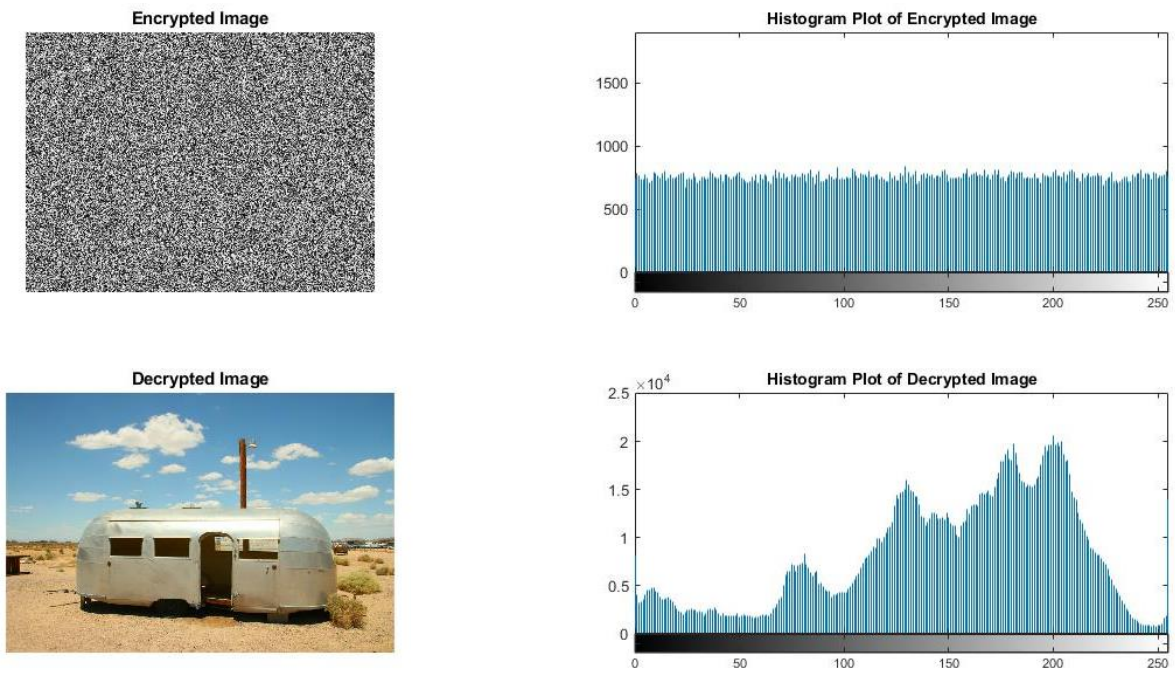 Encrypted Image
Histogram Plot of Encrypted Image
1500
1000
500
0
0 50 100 150 200 250
Decrypted Image
Histogram Plot of Decrypted Image
×10^4
2.5
2
1.5
1
0.5
0
0 50 100 150 200 250